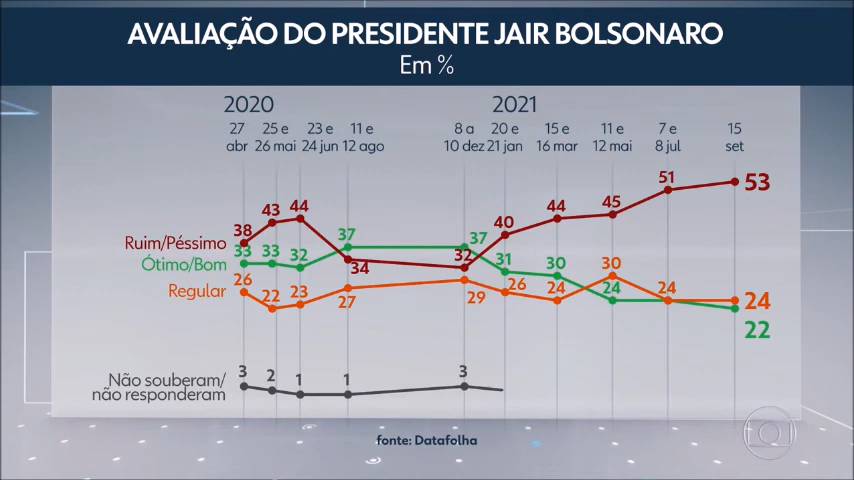 AVALIAÇÃO DO PRESIDENTE JAIR BOLSONARO
Em %
2020 2021
27 abr
25 e 26 mai
23 e 24 jun
11 e 12 ago
8 a 10 dez
20 e 21 jan
15 e 16 mar
11 e 12 mai
7 e 8 jul
15 set
Ruim/Péssimo 38 43 44 34 32 40 44 45 51 53
Ótimo/Bom 33 33 32 37 37 31 30 24 22
Regular 26 22 23 27 29 26 24 30 24 24
Não souberam/
não responderam 3 2 1 1 3
fonte: Datafolha